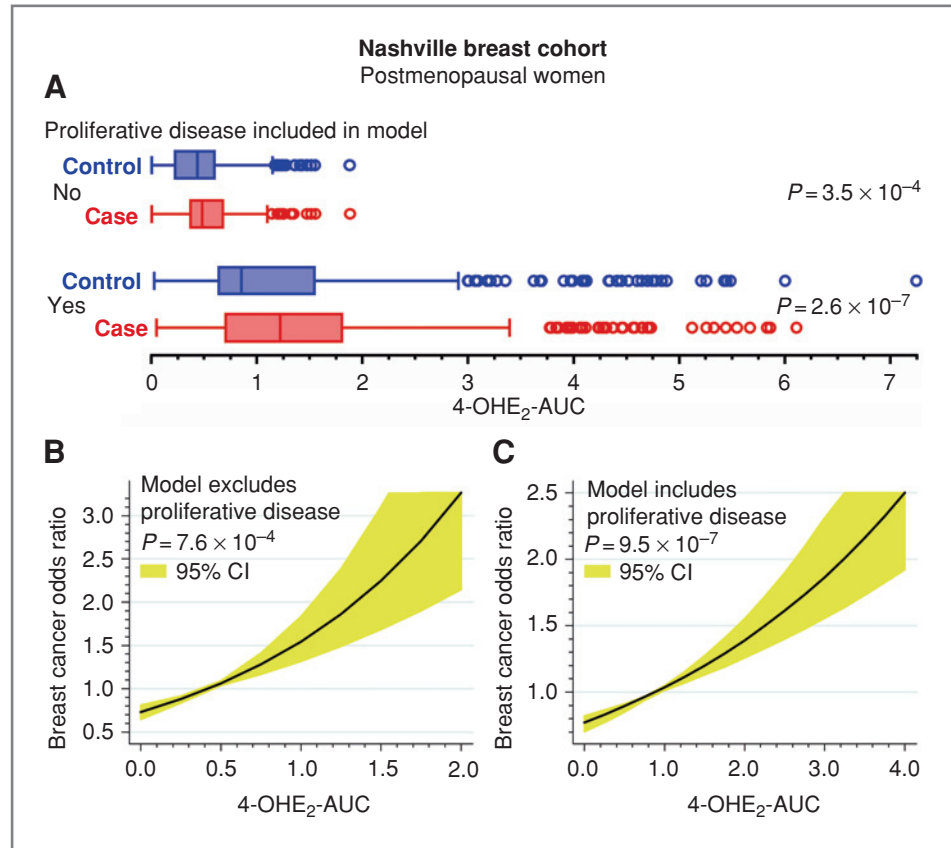 Nashville breast cohort
Postmenopausal women
A
Proliferative disease included in model
Control
No
Case
P = 3.5 × 10⁻⁴
Control
Yes
Case
P = 2.6 × 10⁻⁷
0 1 2 3 4 5 6 7
4-OHE₂-AUC
B
Model excludes
proliferative disease
P = 7.6 × 10⁻⁴
95% CI
Breast cancer odds ratio
3.0
2.5
2.0
1.5
1.0
0.5
0.0 0.5 1.0 1.5 2.0
4-OHE₂-AUC
C
Model includes
proliferative disease
P = 9.5 × 10⁻⁷
95% CI
Breast cancer odds ratio
2.5
2.0
1.5
1.0
0.0 1.0 2.0 3.0 4.0
4-OHE₂-AUC